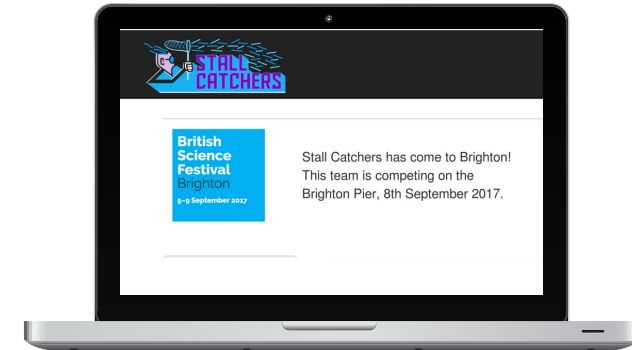 STALL
CATCHERS
British
Science
Festival
Brighton
5–9 September 2017
Stall Catchers has come to Brighton!
This team is competing on the
Brighton Pier, 8th September 2017.